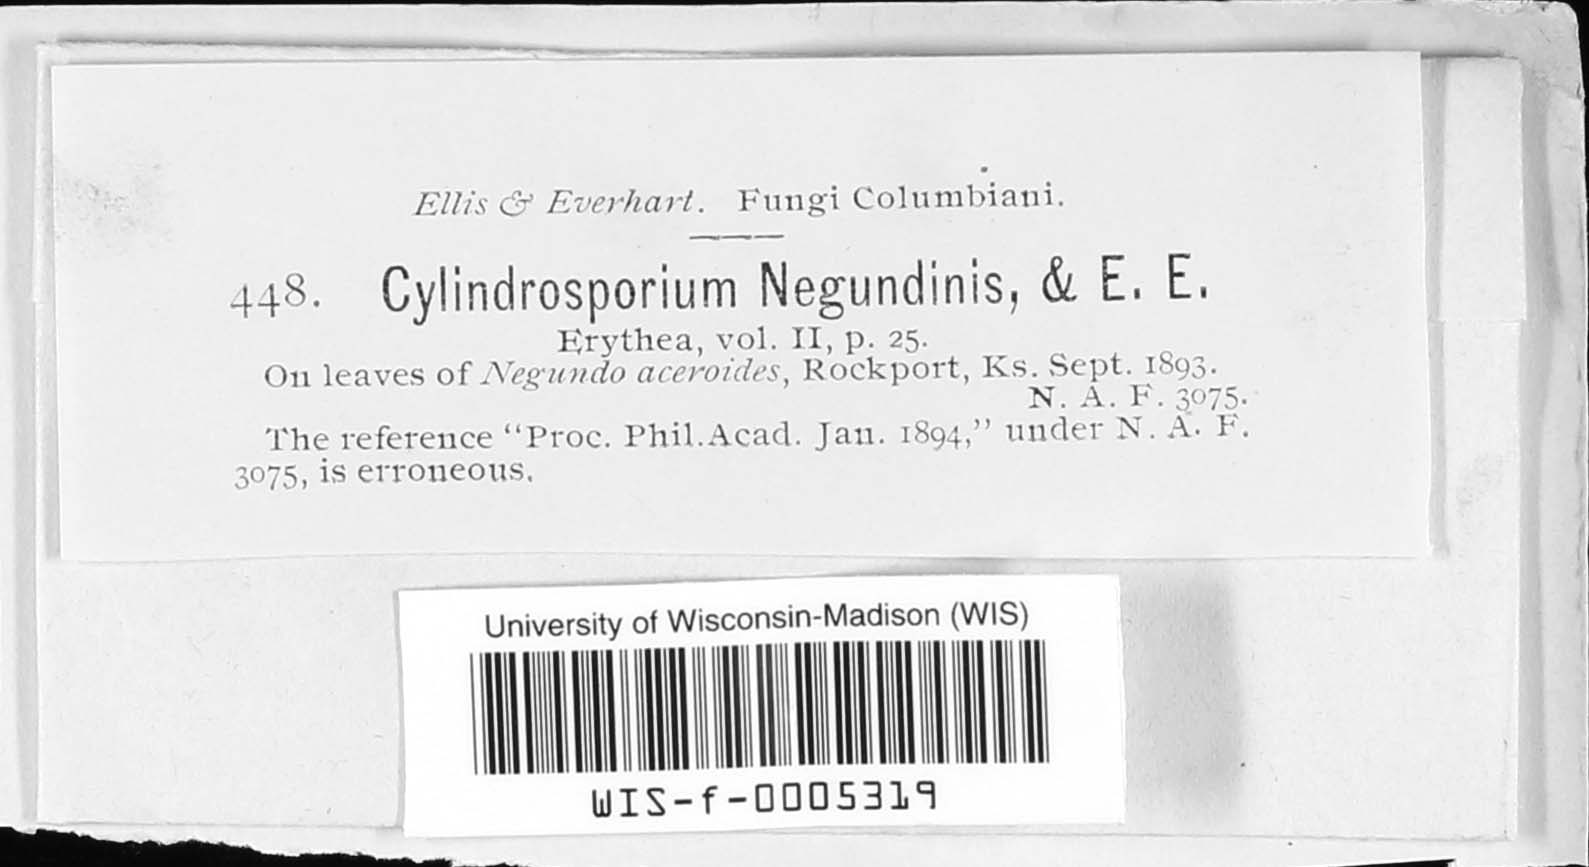 Ellis & Everhart. Fungi Columbiani.
448. Cylindrosporium Negundinis, & E. E.
Erythea, vol. II, p. 25.
On leaves of Negundo aceroides, Rockport, Ks. Sept. 1893.
N. A. F. 3075.
The reference “Proc. Phil. Acad. Jan. 1894,” under N. A. F.
3075, is erroneous.
University of Wisconsin-Madison (WIS)
WIS-f-0005319